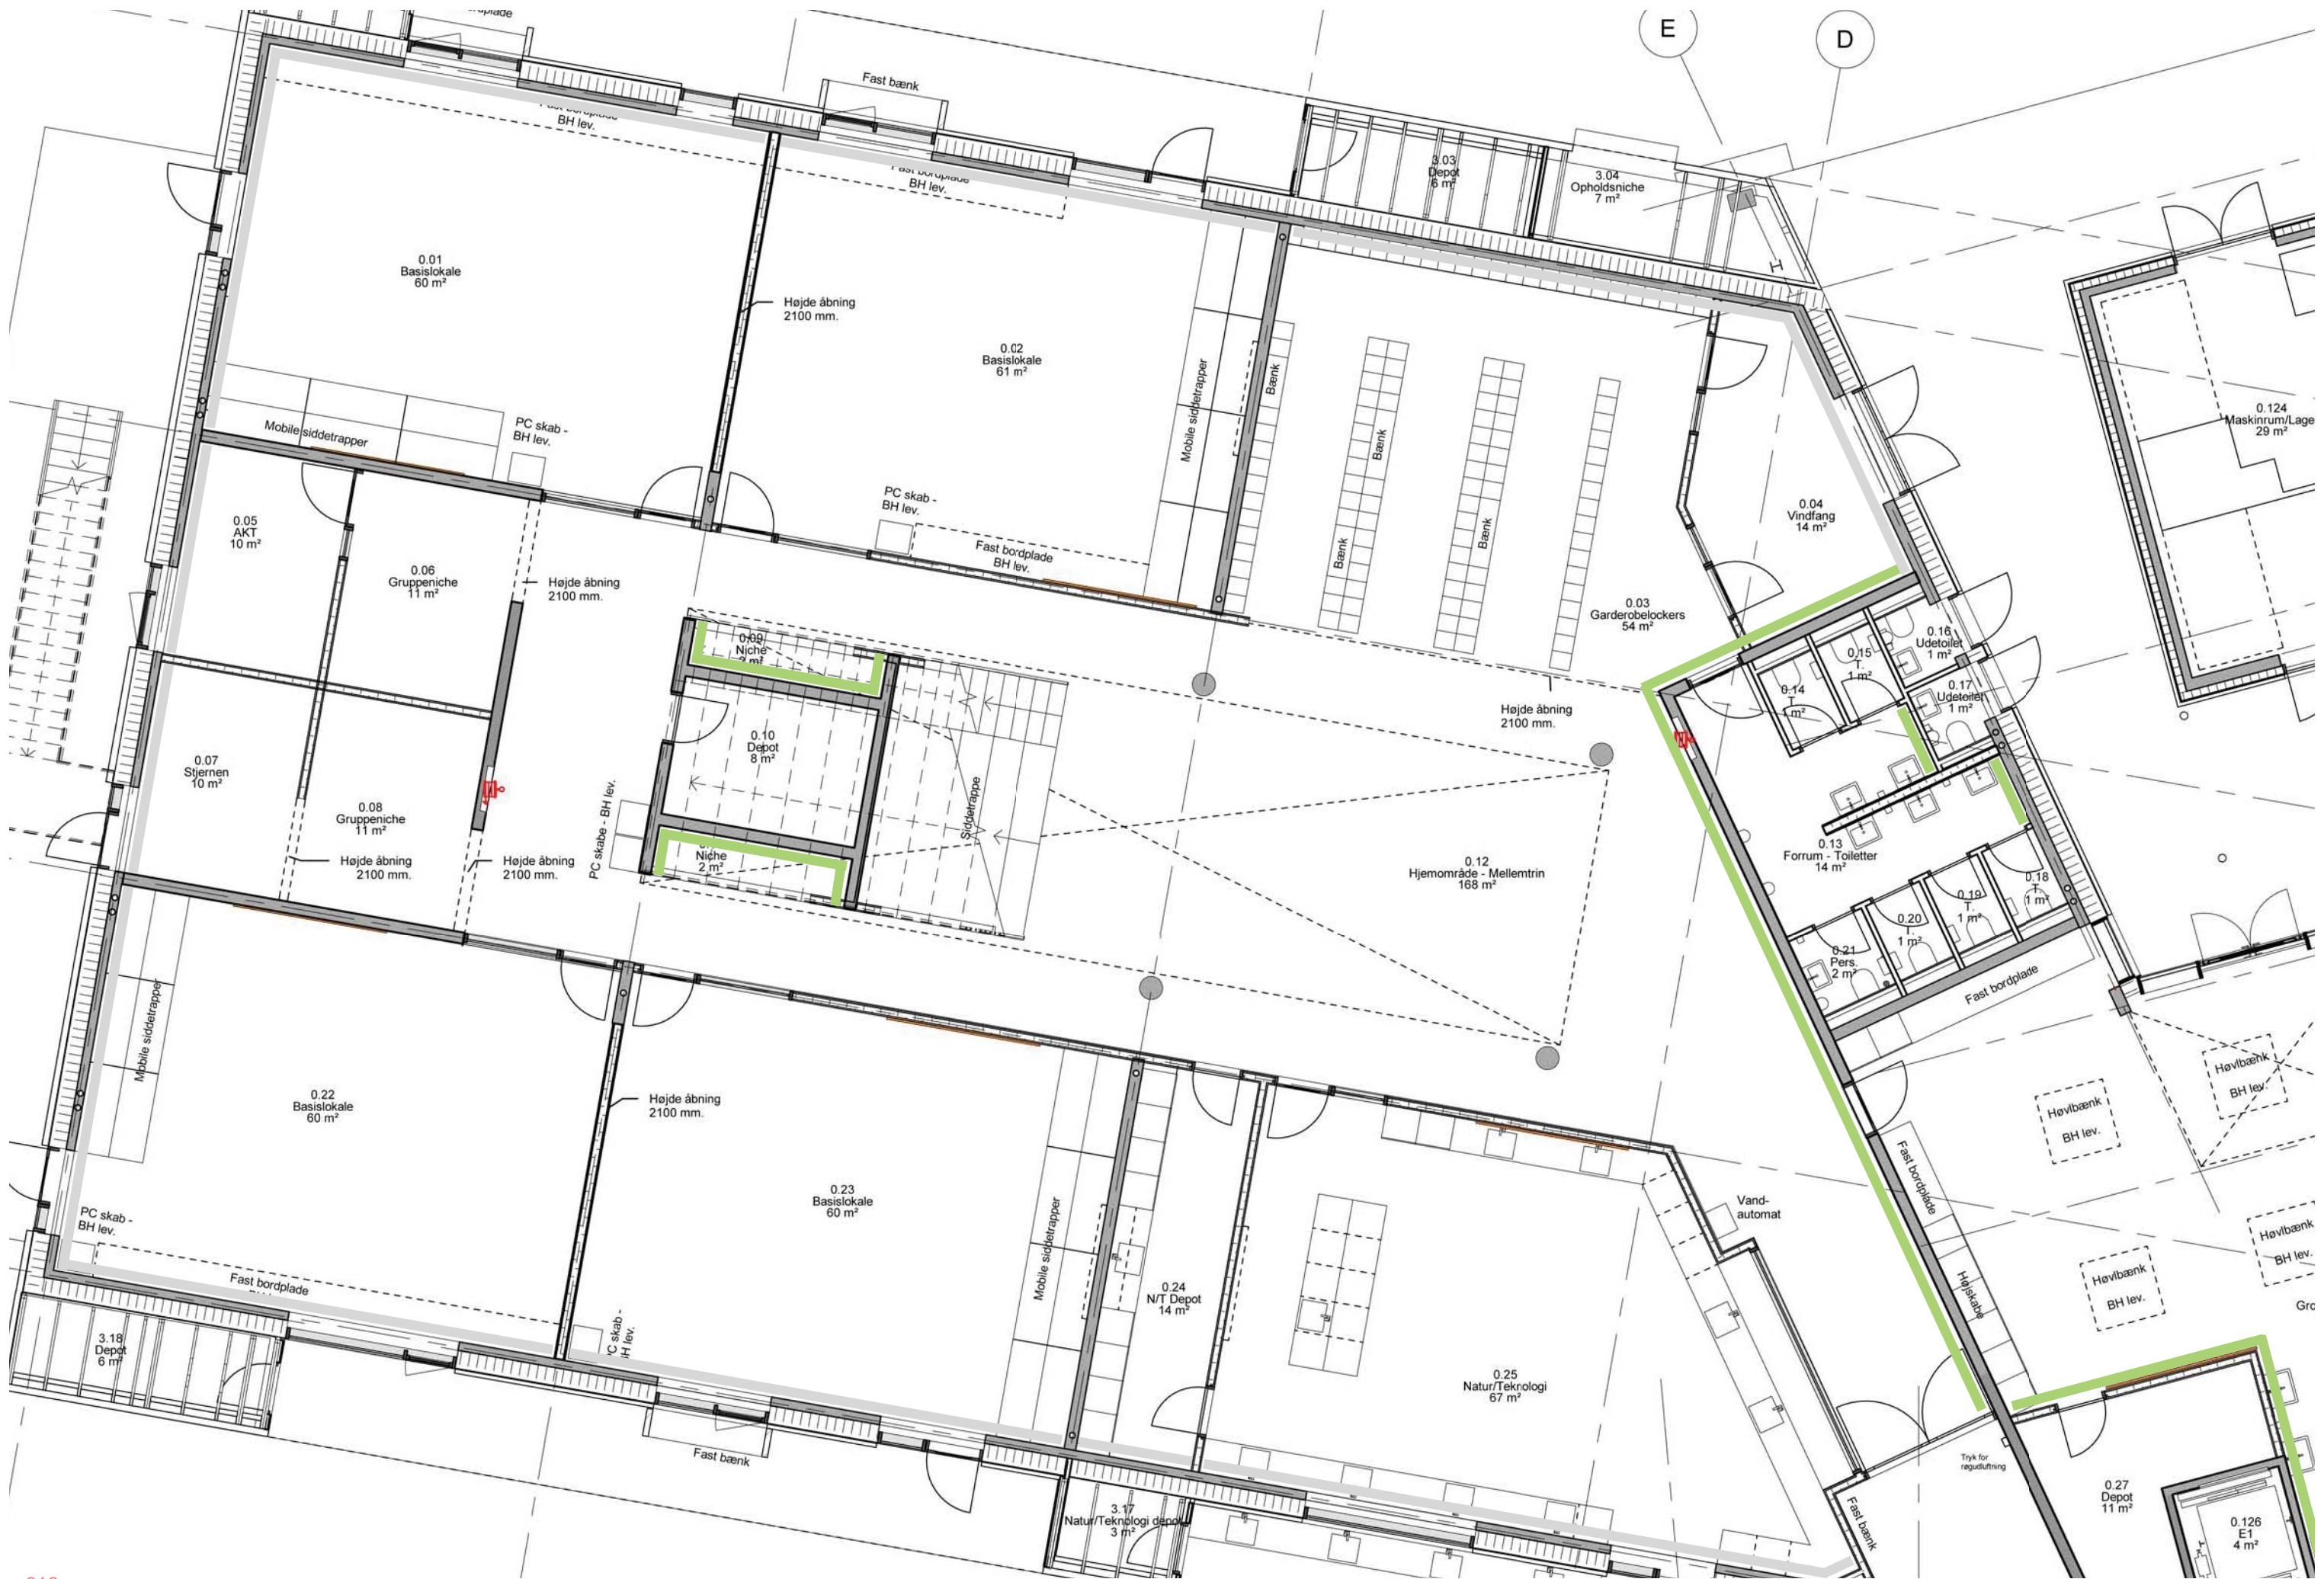 E
D
Fast bænk
BH lev.
BH lev.
3.03
Depot
6 m²
3.04
Opholdsniche
7 m²
H
0.01
Basislokale
60 m²
Højde åbning
2100 mm.
0.02
Basislokale
61 m²
Mobile siddetrapper
Bænk
Bænk
Bænk
Bænk
0.04
Vindfang
14 m²
0.124
Maskinrum/Lage
29 m²
Mobile siddetrapper
PC skab -
BH lev.
PC skab -
BH lev.
Fast bordplade
BH lev.
0.05
AKT
10 m²
0.06
Gruppeniche
11 m²
Højde åbning
2100 mm.
0.03
Garderobelockers
54 m²
0.09
Niche
2 m²
0.16
Udetoilet
1 m²
0.15
T.
1 m²
0.14
T.
m²
0.17
Udetoilet
1 m²
Højde åbning
2100 mm.
0.10
Depot
8 m²
0.07
Stjernen
10 m²
0.08
Gruppeniche
11 m²
PC skabe - BH lev.
Siddetrappe
Niche
2 m²
Højde åbning
2100 mm.
Højde åbning
2100 mm.
0.12
Hjemområde - Mellemtrin
168 m²
0.13
Forrum - Toiletter
14 m²
0.18
T.
1 m²
0.19
T.
1 m²
0.20
T.
1 m²
0.21
Pers.
2 m²
Fast bordplade
Mobile siddetrapper
0.22
Basislokale
60 m²
Højde åbning
2100 mm.
0.23
Basislokale
60 m²
Mobile siddetrapper
Høvlbænk
BH lev.
Høvlbænk
BH lev.
Fast bordplade
Højskabe
Høvlbænk
BH lev.
Høvlbænk
BH lev.
Grc
Vand-
automat
PC skab -
BH lev.
Fast bordplade
0.24
N/T Depot
14 m²
0.25
Natur/Teknologi
67 m²
3.18
Depot
6 m²
Fast bænk
3.17
Natur/Teknologi depot
3 m²
Tryk for
røgudluftning
Fast bænk
0.27
Depot
11 m²
0.126
E1
4 m²